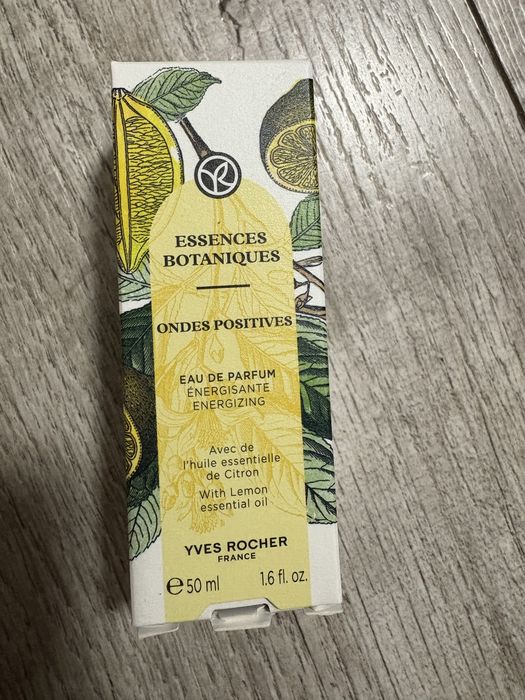 ESSENCES
BOTANIQUES
ONDES POSITIVES
EAU DE PARFUM
ÉNERGISANTE
ENERGIZING
Avec de
l'huile essentielle
de Citron
With Lemon
essential oil
YVES ROCHER
FRANCE
℮ 50 ml 1.6 fl. oz.